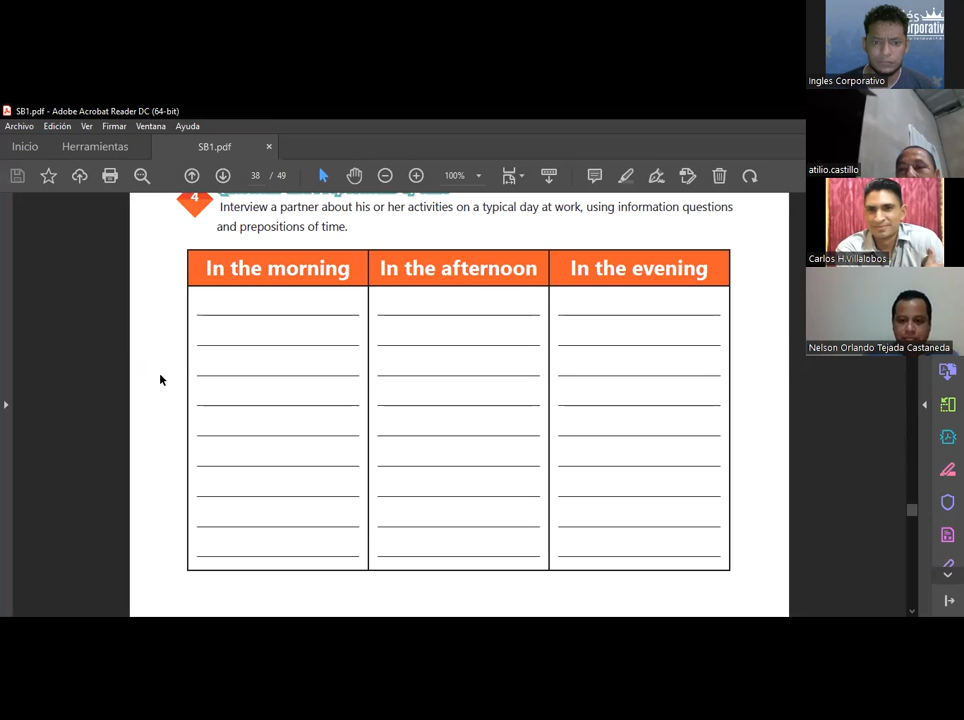 SB1.pdf - Adobe Acrobat Reader DC (64-bit)
Archivo Edición Ver Firmar Ventana Ayuda
Inicio Herramientas SB1.pdf ×
38 / 49 100%
4
Interview a partner about his or her activities on a typical day at work, using information questions
and prepositions of time.
In the morning In the afternoon In the evening
Ingles Corporativo
atilio.castillo
Carlos H.Villalobos
Nelson Orlando Tejada Castaneda